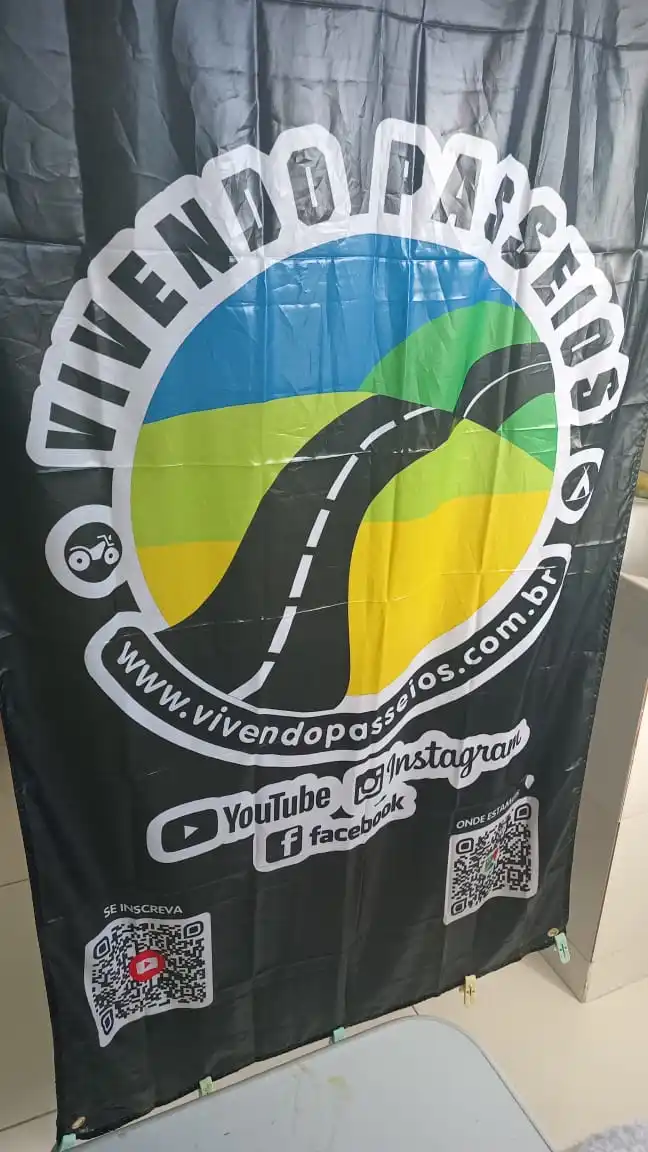 VIVENDO PASSEIOS
www.vivendopasseios.com.br
YouTube
Instagram
facebook
ONDE ESTAMOS
SE INSCREVA